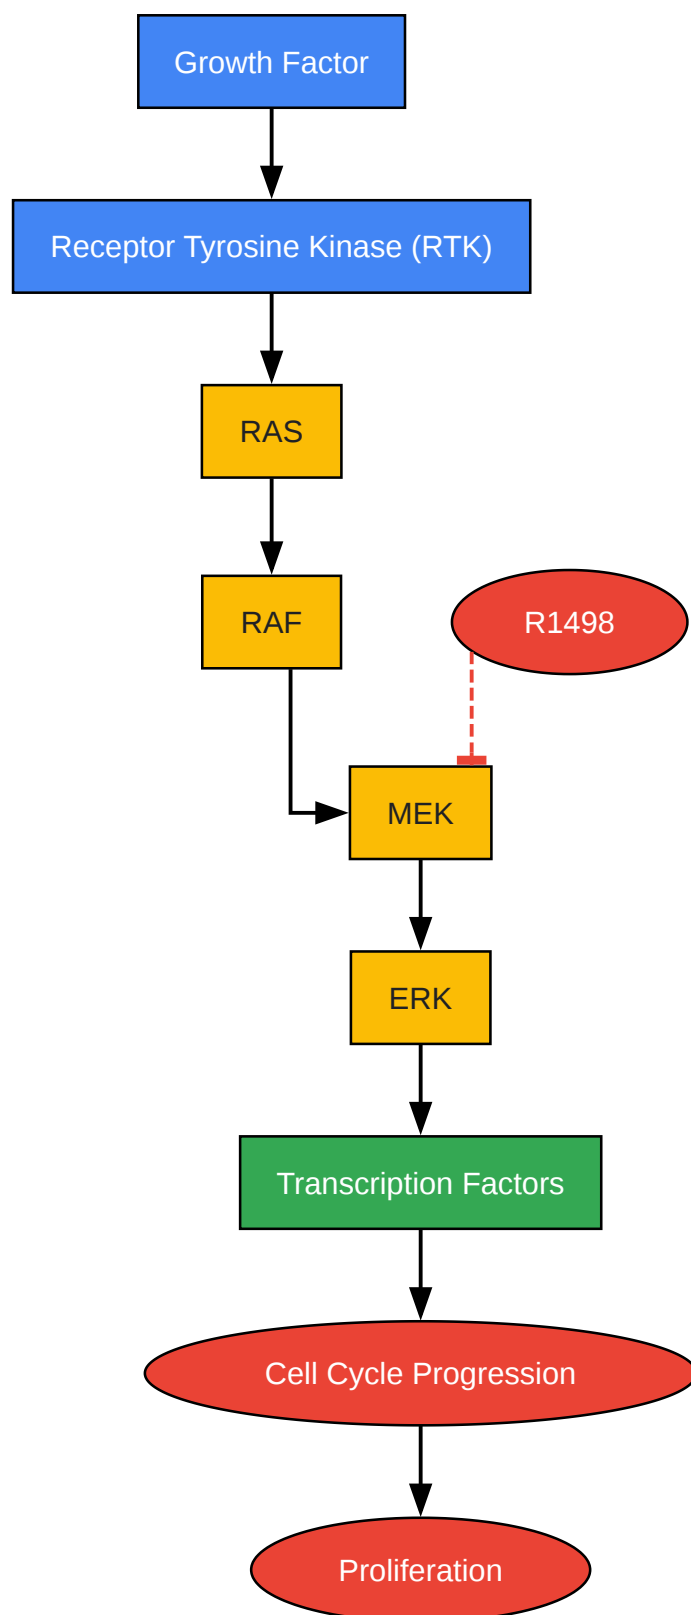 Growth Factor
Receptor Tyrosine Kinase (RTK)
RAS
RAF
R1498
MEK
ERK
Transcription Factors
Cell Cycle Progression
Proliferation